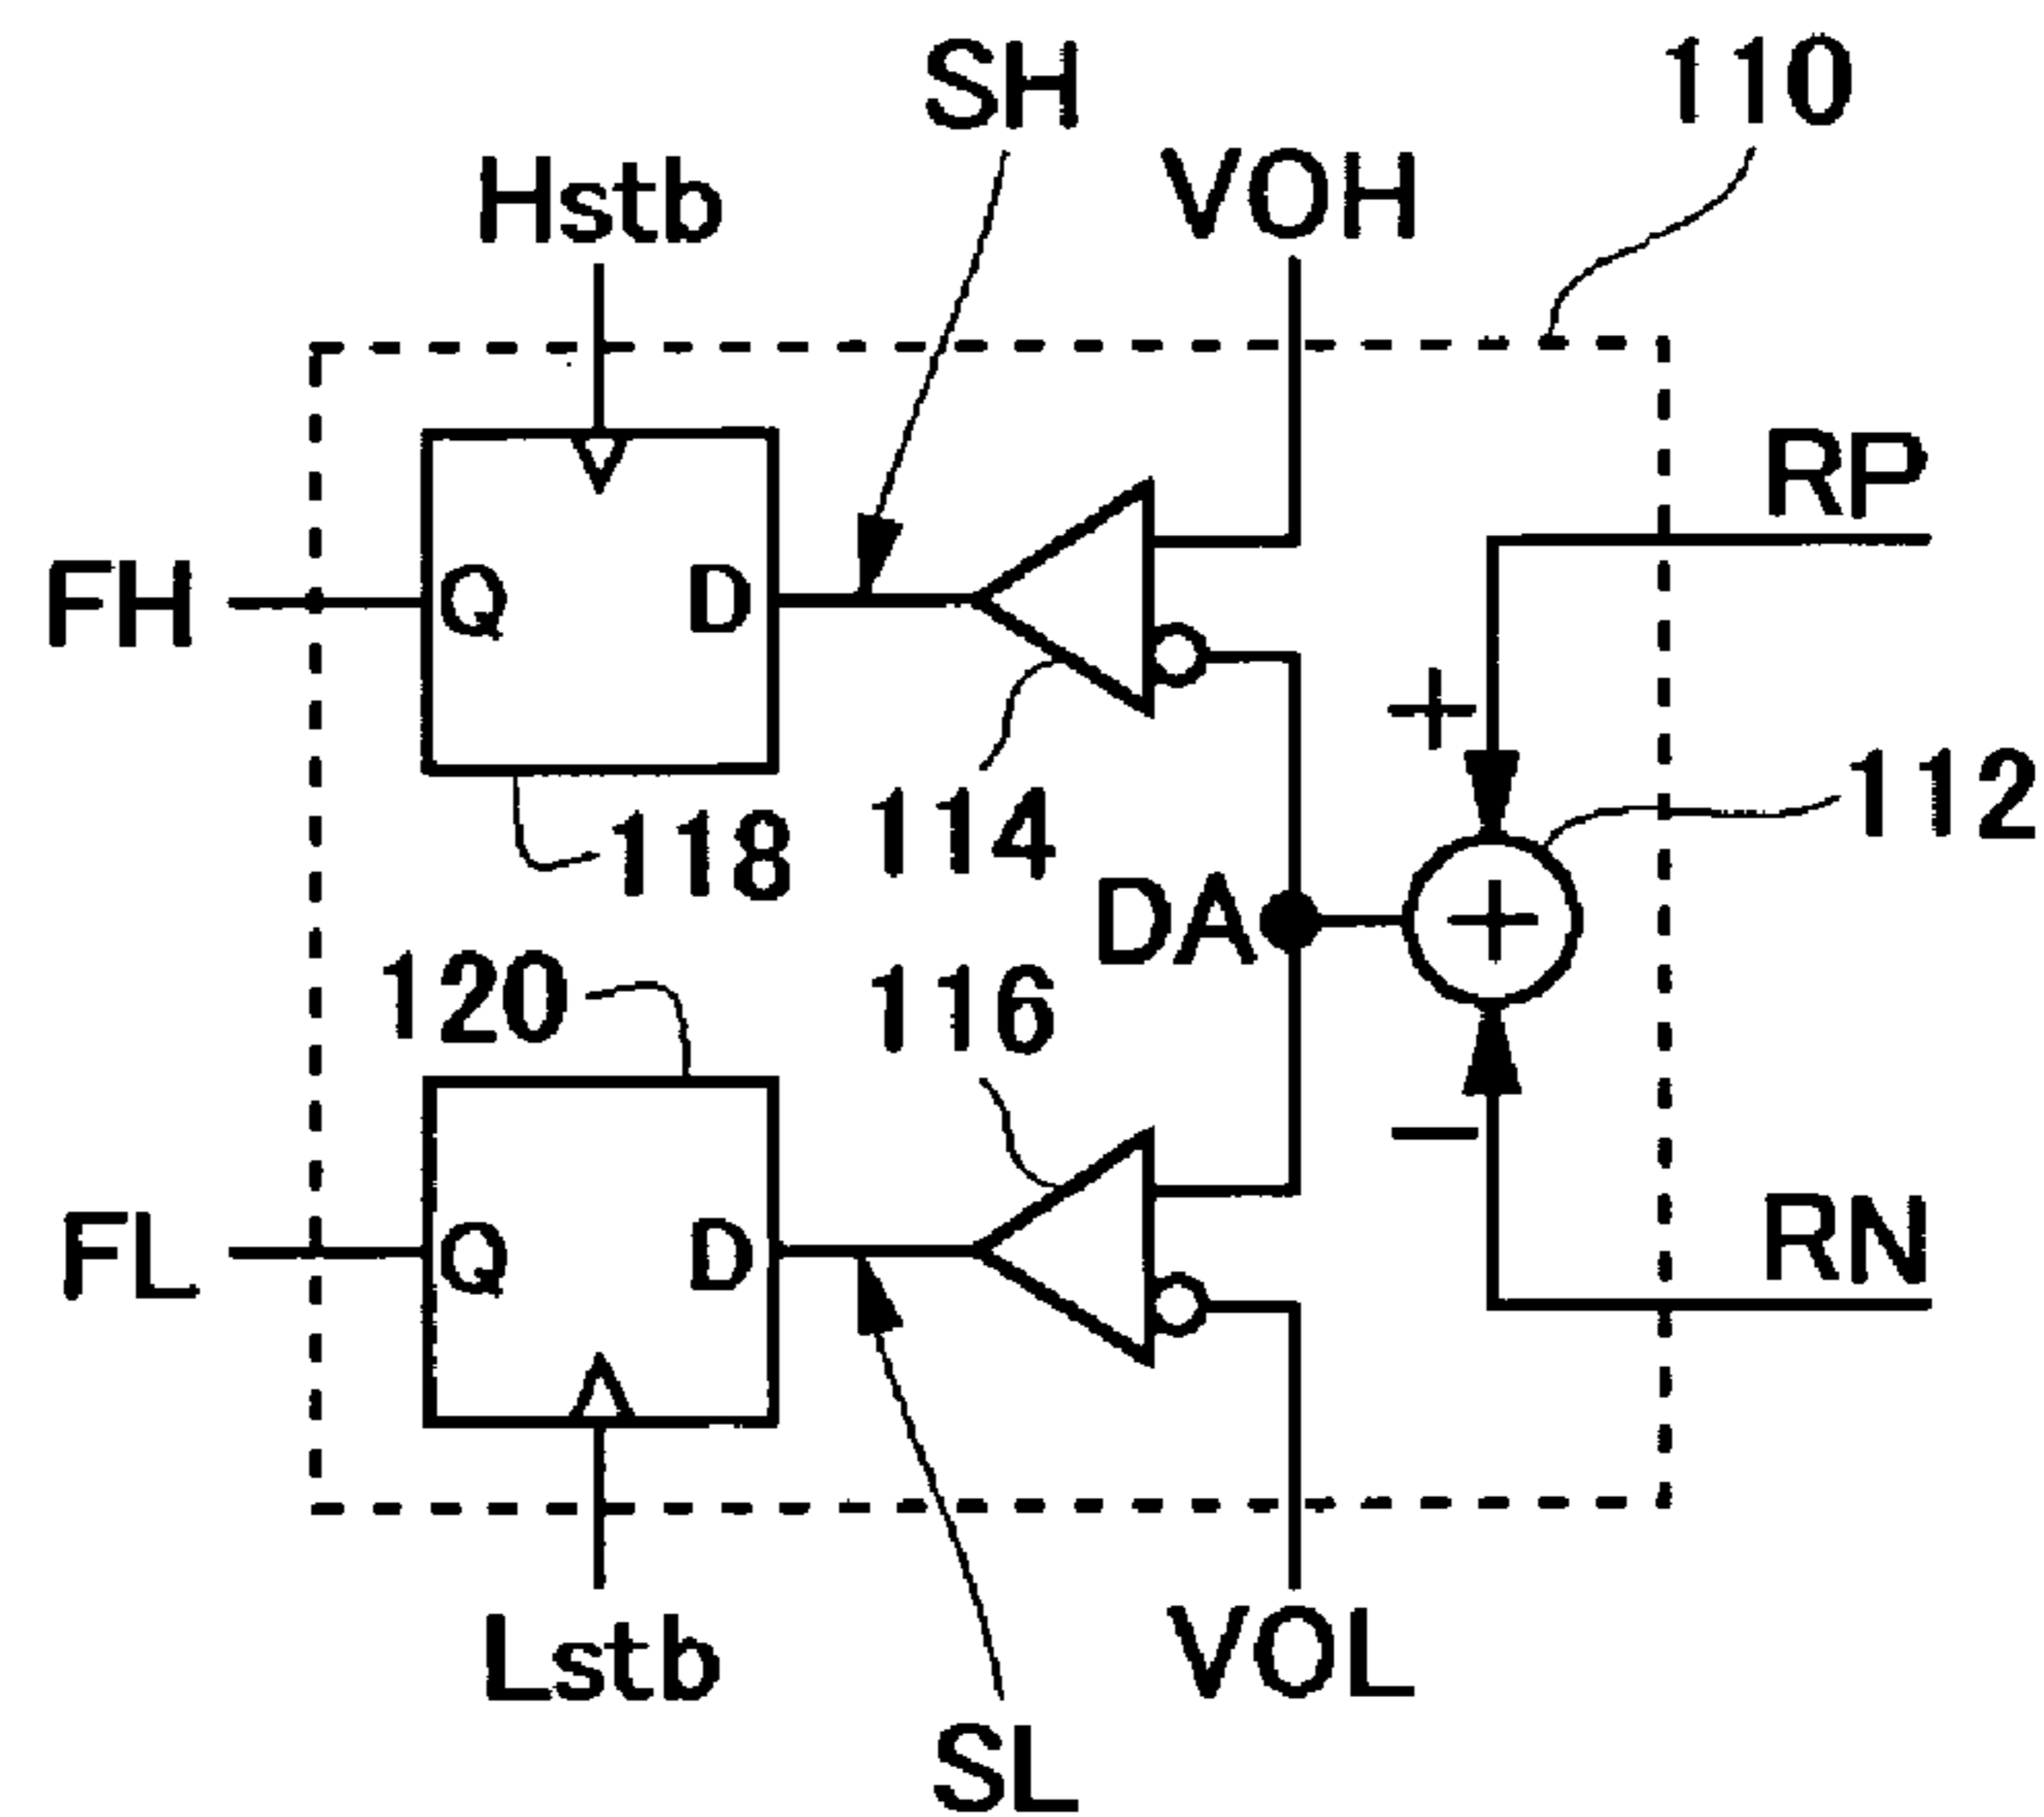 SH
110
Hstb
VOH
RP
FH
Q
D
+
114
112
118
DA
+
120
116
−
RN
FL
Q
D
Lstb
VOL
SL